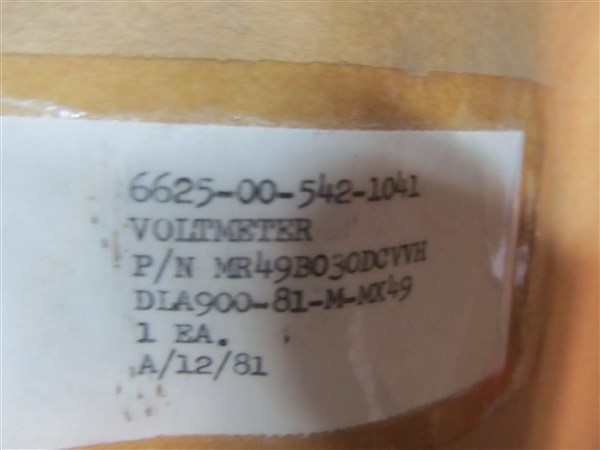 6625-00-542-1041
VOLTMETER
P/N MR49B030DCVVH
DLA900-81-M-MX49
1 EA.
A/12/81